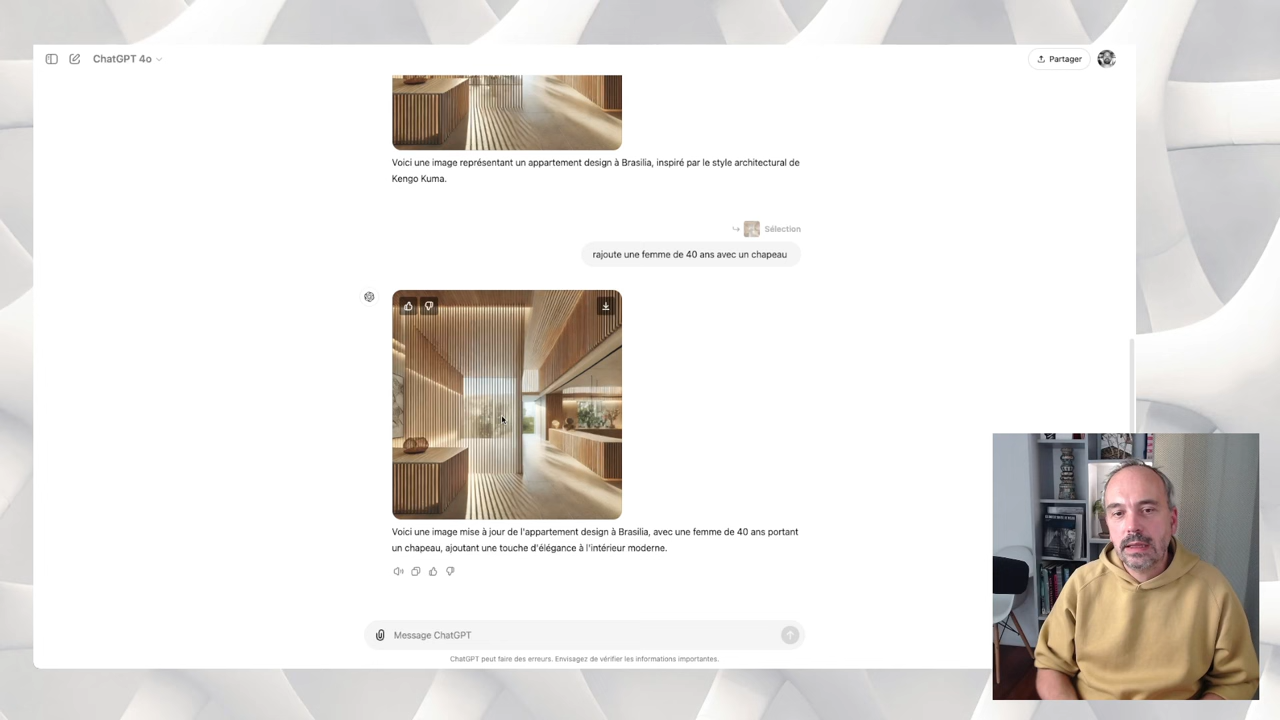 ChatGPT 4o
Partager
Voici une image représentant un appartement design à Brasilia, inspiré par le style architectural de
Kengo Kuma.
Sélection
rajoute une femme de 40 ans avec un chapeau
Voici une image mise à jour de l'appartement design à Brasilia, avec une femme de 40 ans portant
un chapeau, ajoutant une touche d'élégance à l'intérieur moderne.
Message ChatGPT
ChatGPT peut faire des erreurs. Envisagez de vérifier les informations importantes.